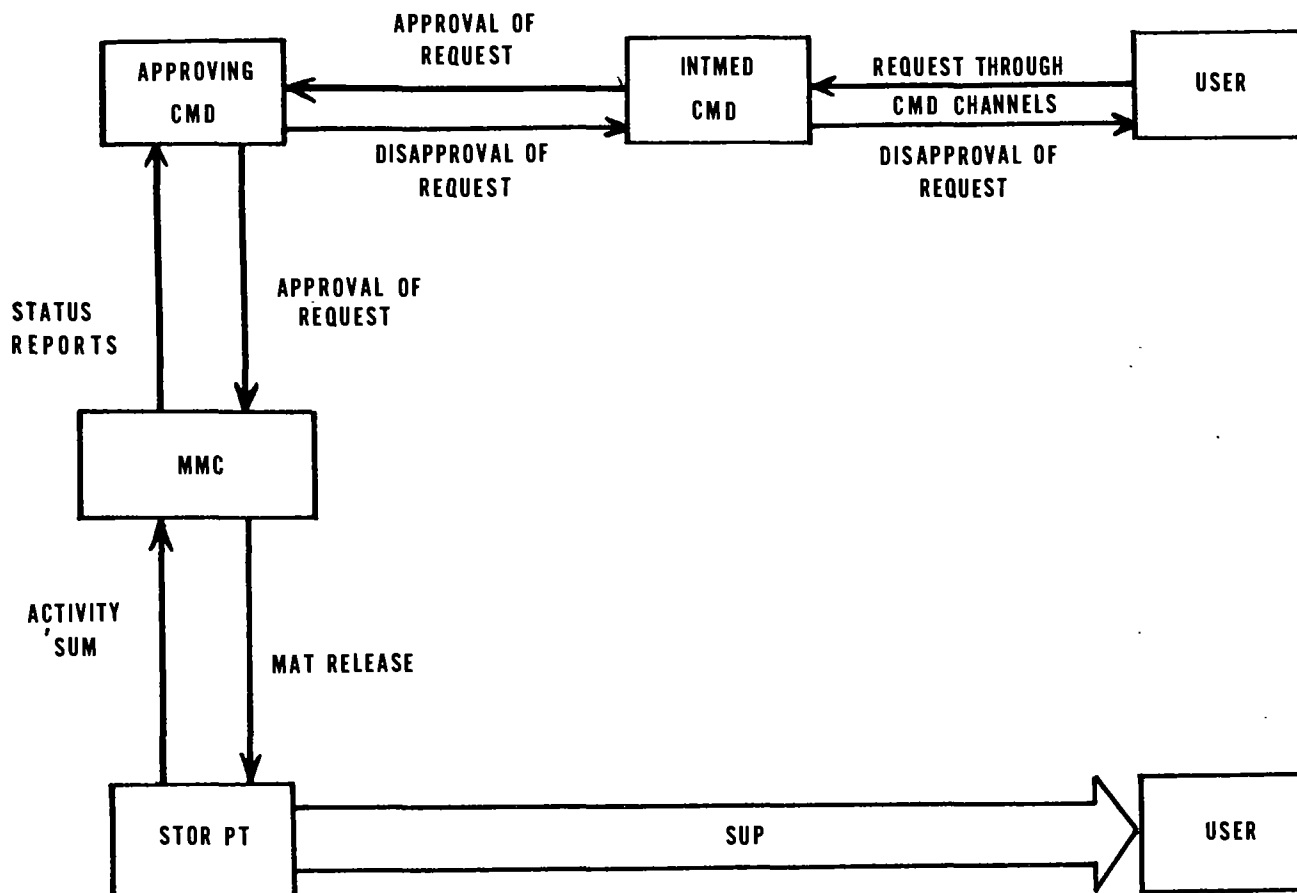 APPROVING
CMD
APPROVAL OF
REQUEST
INTMED
CMD
REQUEST THROUGH
CMD CHANNELS
USER
DISAPPROVAL OF
REQUEST
DISAPPROVAL OF
REQUEST
STATUS
REPORTS
APPROVAL OF
REQUEST
MMC
ACTIVITY
SUM
MAT RELEASE
STOR PT
SUP
USER